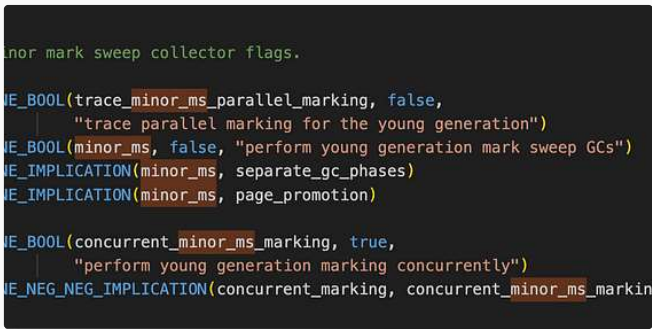 inor mark sweep collector flags.
NE_BOOL(trace_minor_ms_parallel_marking, false,
"trace parallel marking for the young generation")
NE_BOOL(minor_ms, false, "perform young generation mark sweep GCs")
NE_IMPLICATION(minor_ms, separate_gc_phases)
NE_IMPLICATION(minor_ms, page_promotion)
NE_BOOL(concurrent_minor_ms_marking, true,
"perform young generation marking concurrently")
NE_NEG_NEG_IMPLICATION(concurrent_marking, concurrent_minor_ms_markin